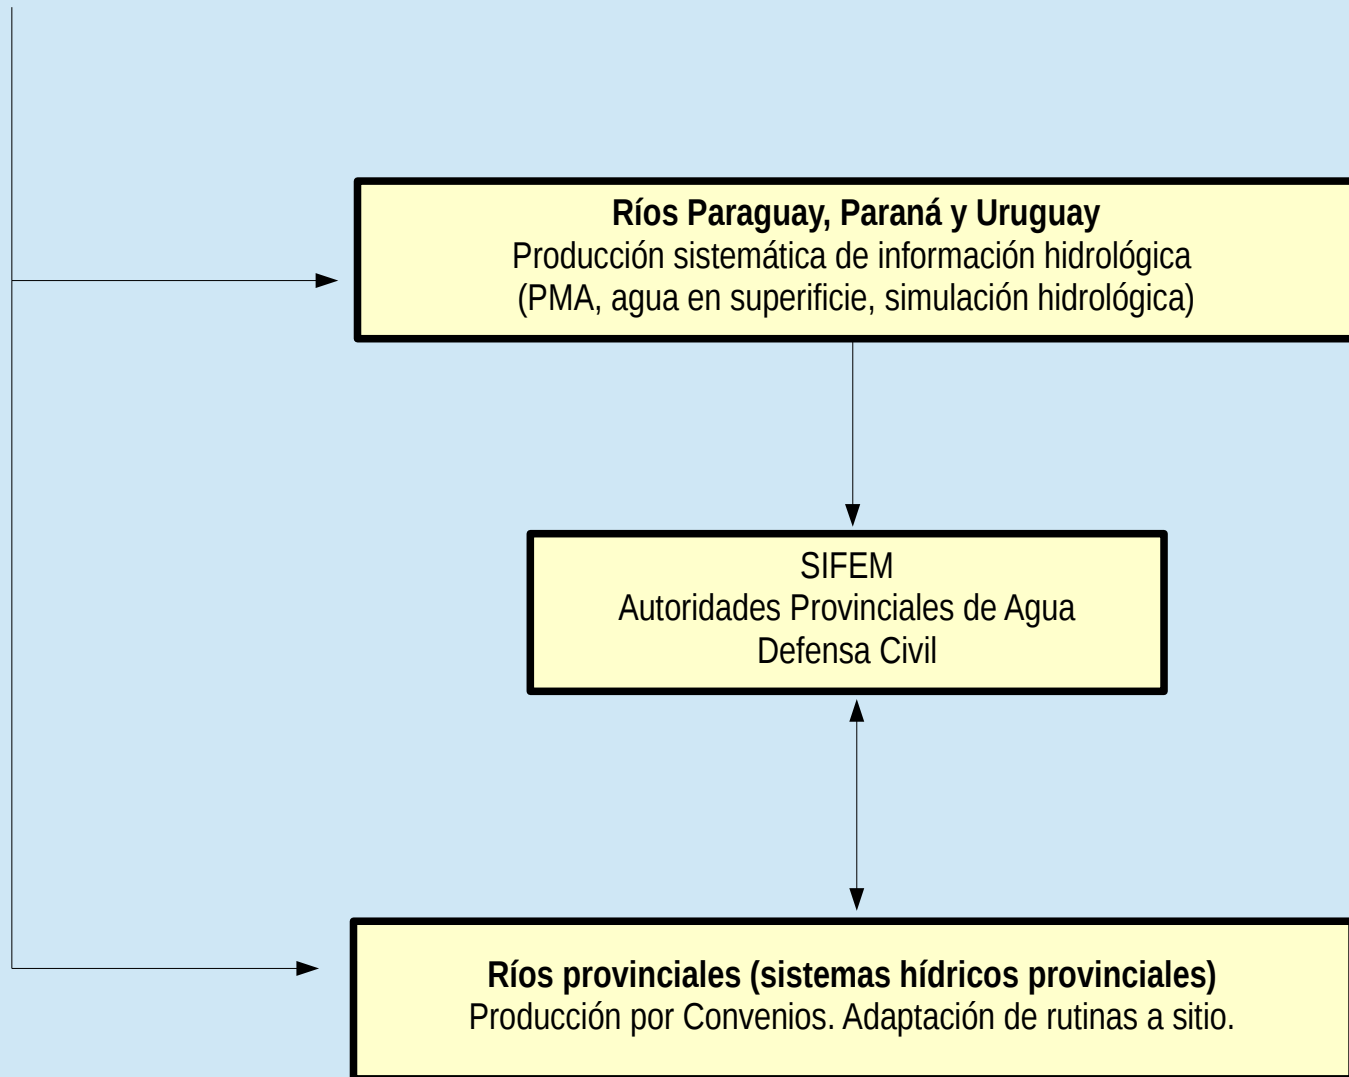 Ríos Paraguay, Paraná y Uruguay
Producción sistemática de información hidrológica
(PMA, agua en superificie, simulación hidrológica)
SIFEM
Autoridades Provinciales de Agua
Defensa Civil
Ríos provinciales (sistemas hídricos provinciales)
Producción por Convenios. Adaptación de rutinas a sitio.